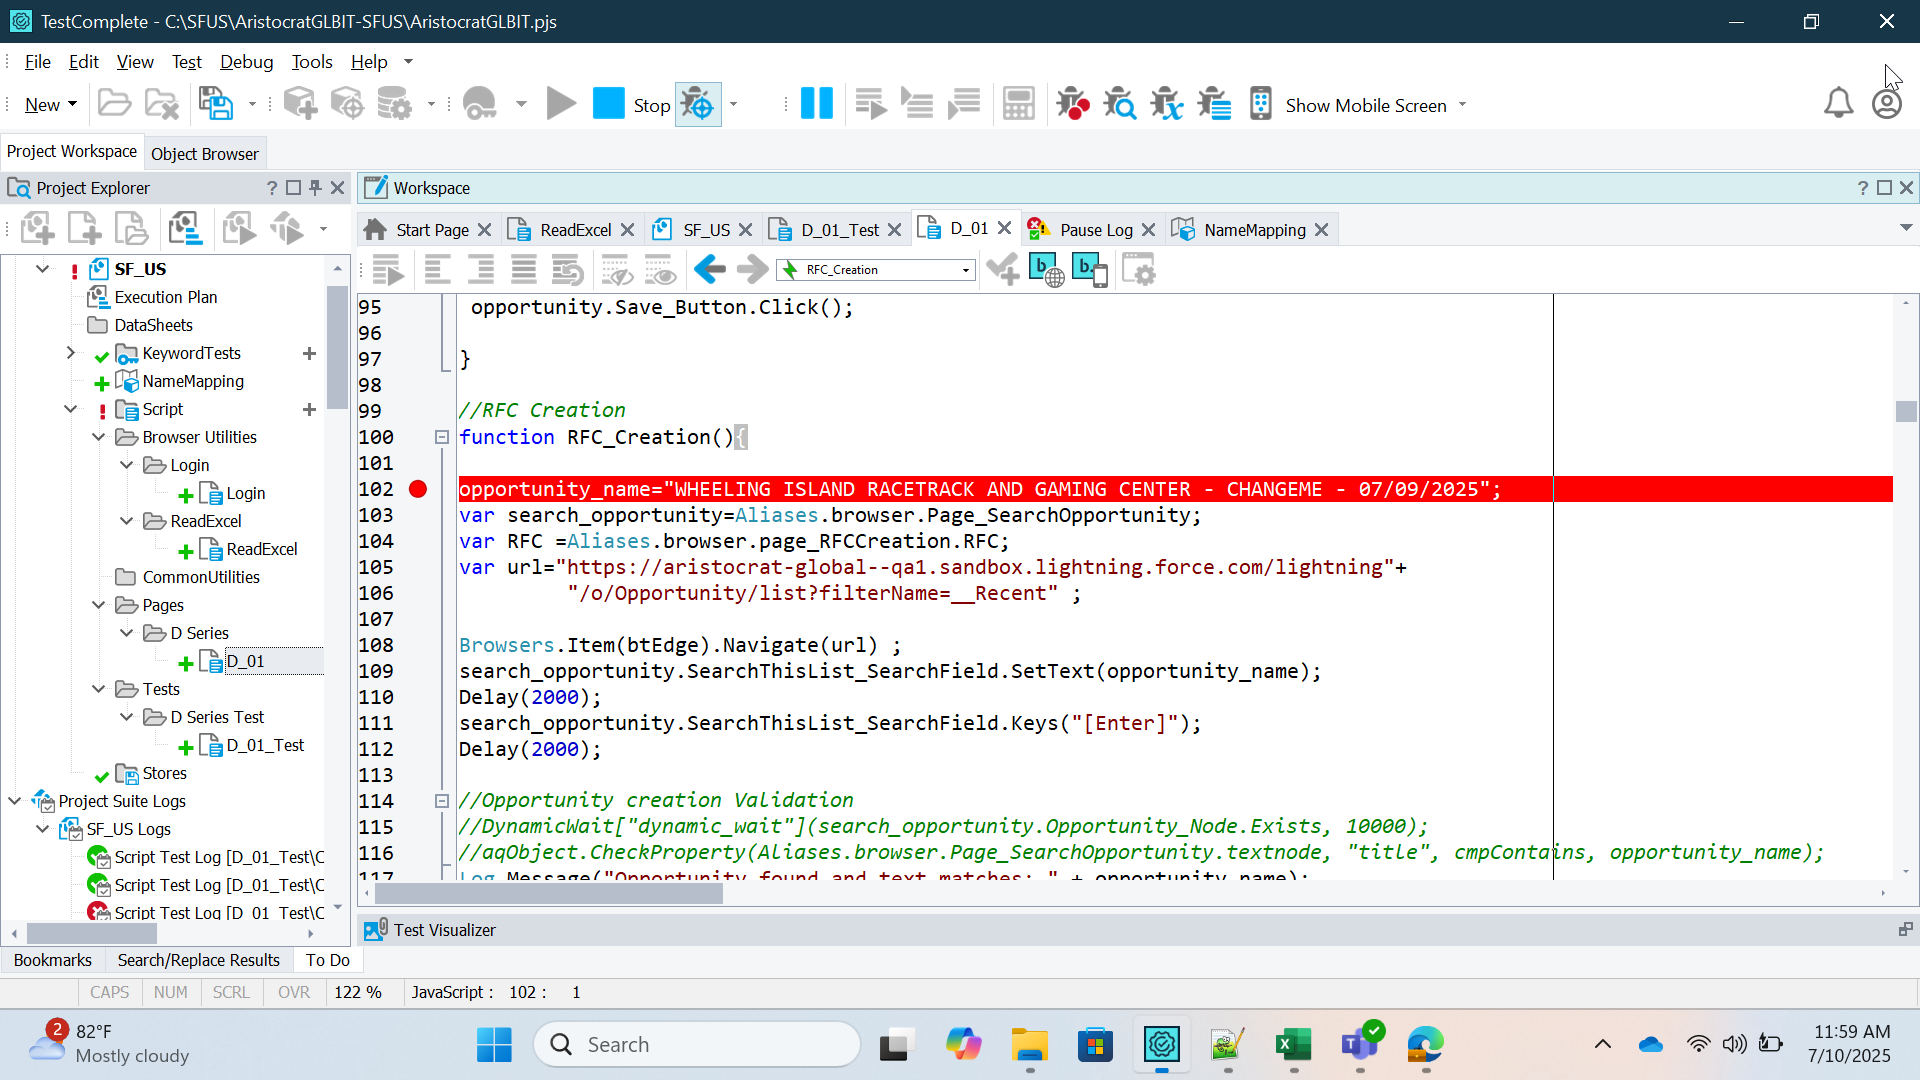 TestComplete - C:\SFUS\AristocratGLBIT-SFUS\AristocratGLBIT.pjs
File Edit View Test Debug Tools Help
New Stop Show Mobile Screen
Project Workspace Object Browser
Project Explorer ?
Workspace ?
Start Page ReadExcel SF_US D_01_Test D_01 Pause Log NameMapping
RFC_Creation
SF_US
Execution Plan
DataSheets
KeywordTests
NameMapping
Script
Browser Utilities
Login
Login
ReadExcel
ReadExcel
CommonUtilities
Pages
D Series
D_01
Tests
D Series Test
D_01_Test
Stores
Project Suite Logs
SF_US Logs
Script Test Log [D_01_Test\C
Script Test Log [D_01_Test\C
Script Test Log [D_01_Test\C
95 opportunity.Save_Button.Click();
96
97 }
98
99 //RFC Creation
100 function RFC_Creation(){
101
102 opportunity_name="WHEELING ISLAND RACETRACK AND GAMING CENTER - CHANGEME - 07/09/2025";
103 var search_opportunity=Aliases.browser.Page_SearchOpportunity;
104 var RFC =Aliases.browser.page_RFCCreation.RFC;
105 var url="https://aristocrat-global--qa1.sandbox.lightning.force.com/lightning"+
106 "/o/Opportunity/list?filterName=__Recent" ;
107
108 Browsers.Item(btEdge).Navigate(url) ;
109 search_opportunity.SearchThisList_SearchField.SetText(opportunity_name);
110 Delay(2000);
111 search_opportunity.SearchThisList_SearchField.Keys("[Enter]");
112 Delay(2000);
113
114 //Opportunity creation Validation
115 //DynamicWait["dynamic_wait"](search_opportunity.Opportunity_Node.Exists, 10000);
116 //aqObject.CheckProperty(Aliases.browser.Page_SearchOpportunity.textnode, "title", cmpContains, opportunity_name);
117 Log.Message("Opportunity found and text matches: " + opportunity_name);
Test Visualizer
Bookmarks Search/Replace Results To Do
CAPS NUM SCRL OVR 122 % JavaScript : 102 : 1
2 82°F
Mostly cloudy
Search
11:59 AM
7/10/2025